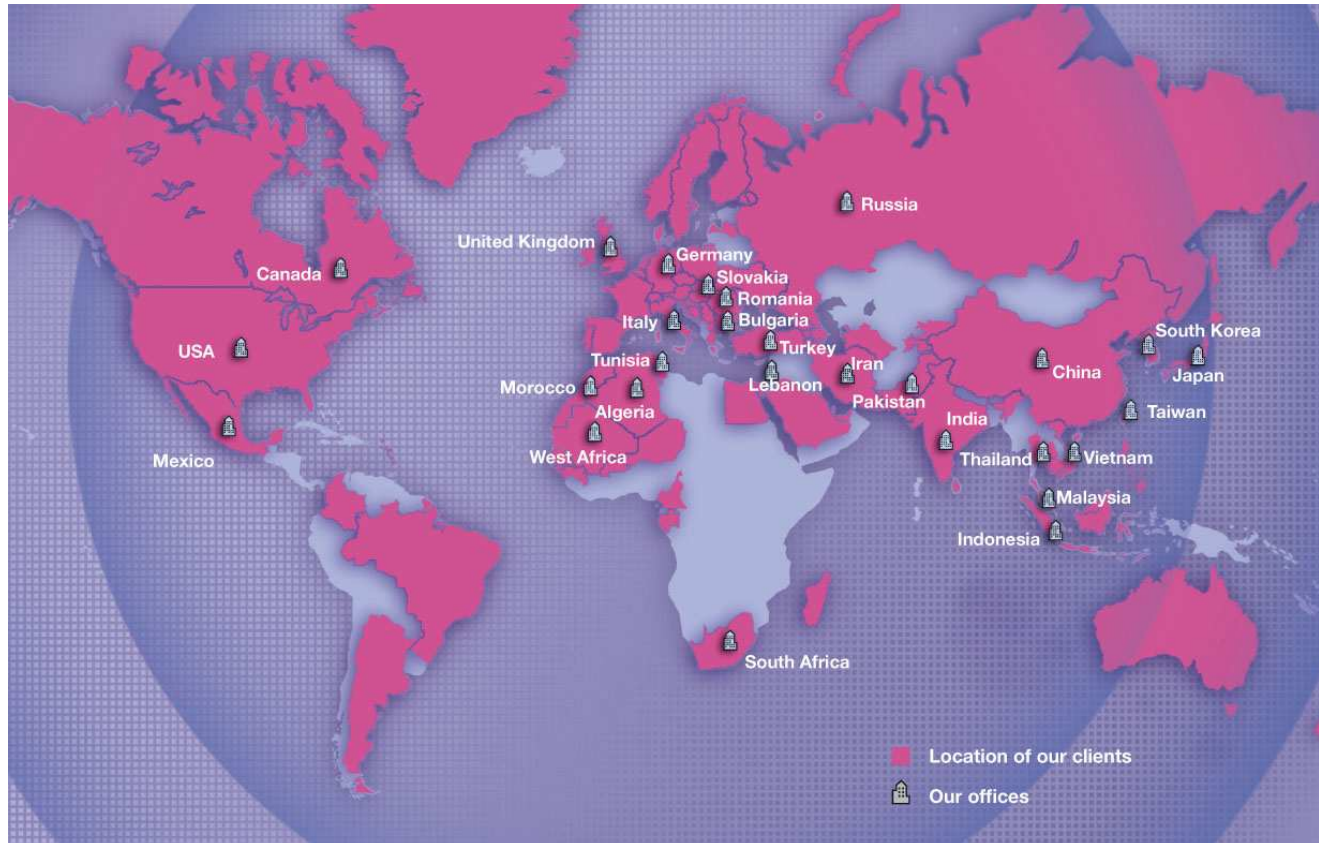 Russia
United Kingdom
Germany
Canada
Slovakia
Romania
Italy
Bulgaria
South Korea
USA
Turkey
Tunisia
Iran
China
Japan
Morocco
Lebanon
Pakistan
Algeria
India
Taiwan
West Africa
Mexico
Thailand
Vietnam
Malaysia
Indonesia
South Africa
Location of our clients
Our offices